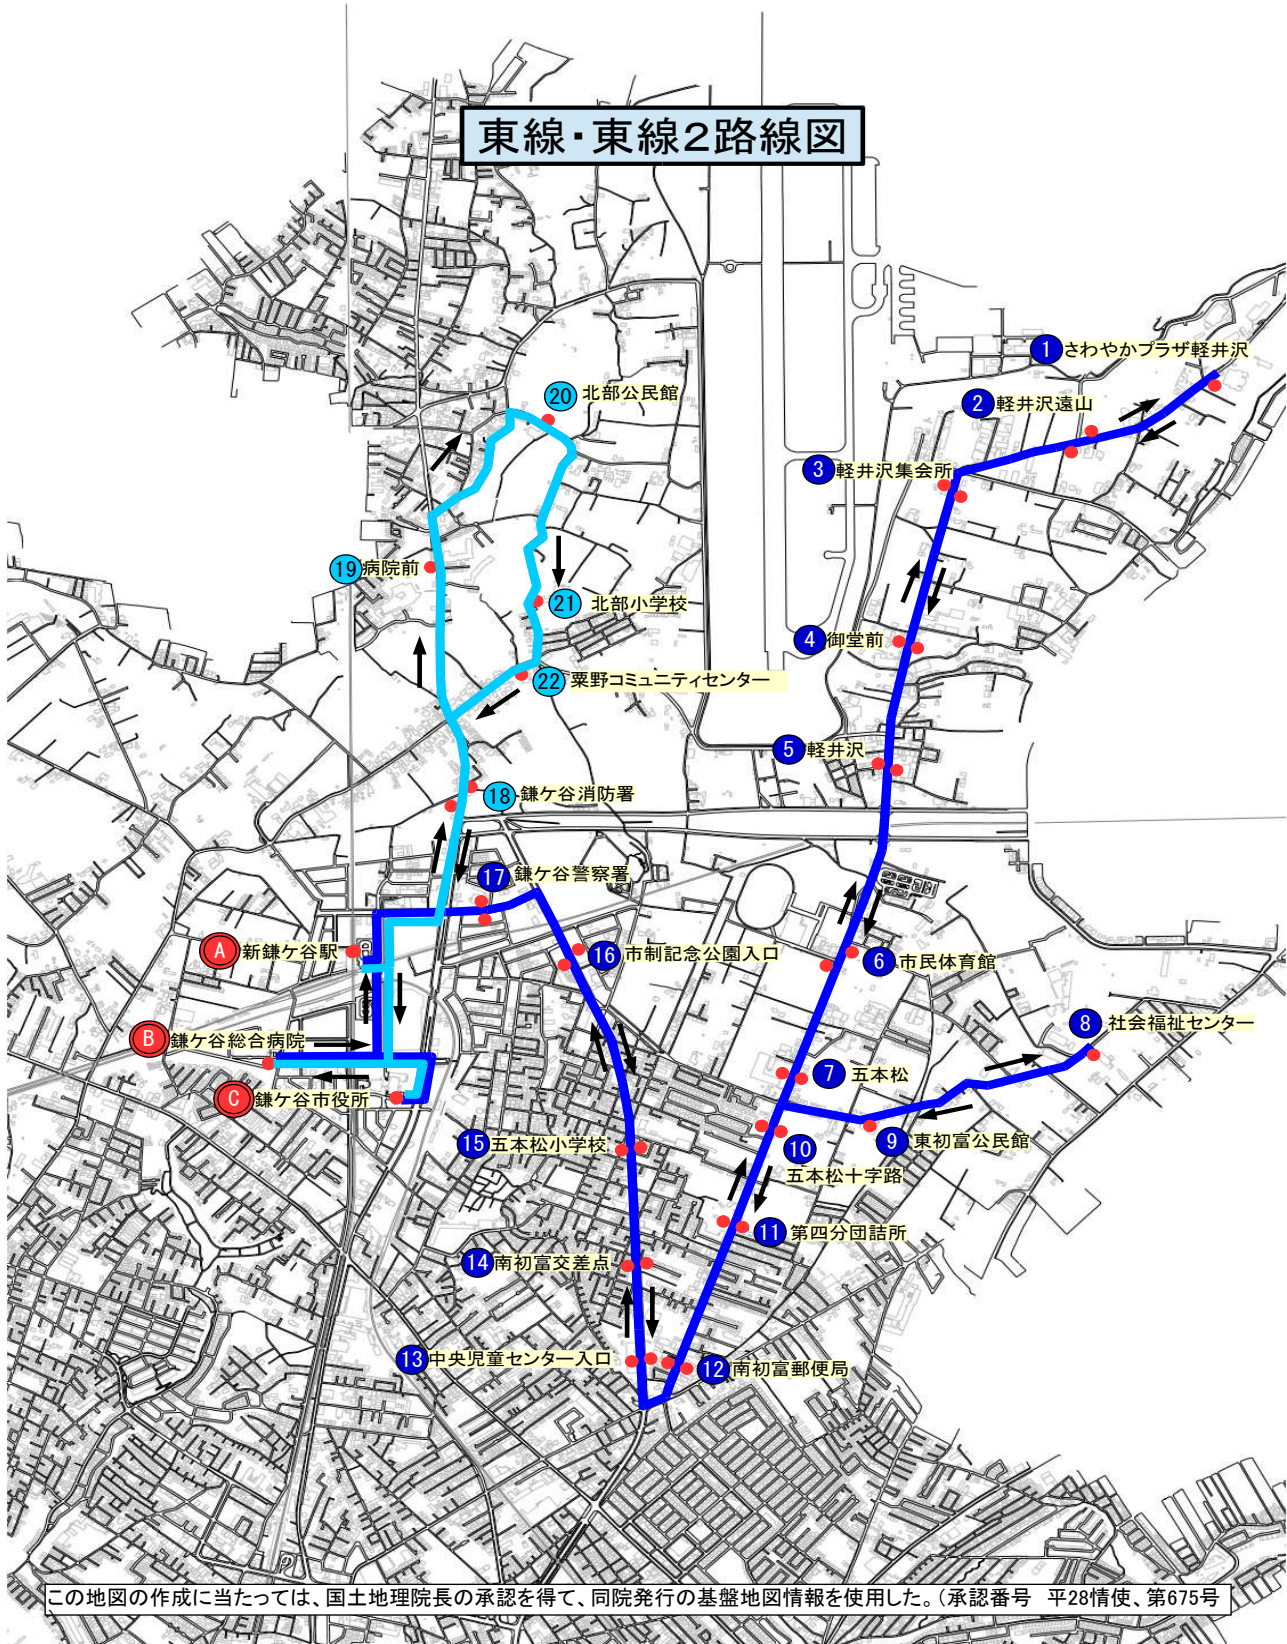 東線・東線2路線図
1 さわやかプラザ軽井沢
2 軽井沢遠山
20 北部公民館
3 軽井沢集会所
19 病院前
21 北部小学校
4 御堂前
22 粟野コミュニティセンター
5 軽井沢
18 鎌ケ谷消防署
17 鎌ケ谷警察署
A 新鎌ケ谷駅
16 市制記念公園入口
6 市民体育館
B 鎌ケ谷総合病院
8 社会福祉センター
7 五本松
C 鎌ケ谷市役所
15 五本松小学校
9 東初富公民館
10
五本松十字路
11 第四分団詰所
14 南初富交差点
13 中央児童センター入口
12 南初富郵便局
この地図の作成に当たっては、国土地理院長の承認を得て、同院発行の基盤地図情報を使用した。(承認番号 平28情使、第675号